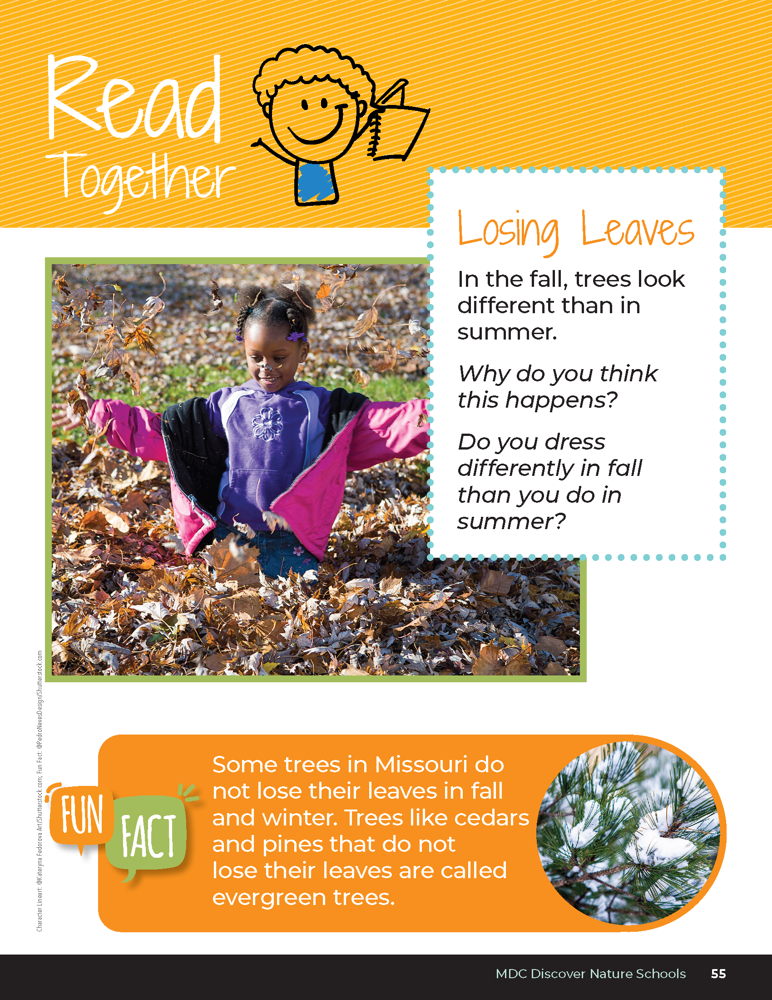 Read
Together
Losing Leaves
In the fall, trees look
different than in
summer.
Why do you think
this happens?
Do you dress
differently in fall
than you do in
summer?
Character Lineart: @Kateryna Fedorova Art/Shutterstock.com; Fun Fact: @PedroNevesDesign/Shutterstock.com
FUN
FACT
Some trees in Missouri do
not lose their leaves in fall
and winter. Trees like cedars
and pines that do not
lose their leaves are called
evergreen trees.
MDC Discover Nature Schools 55